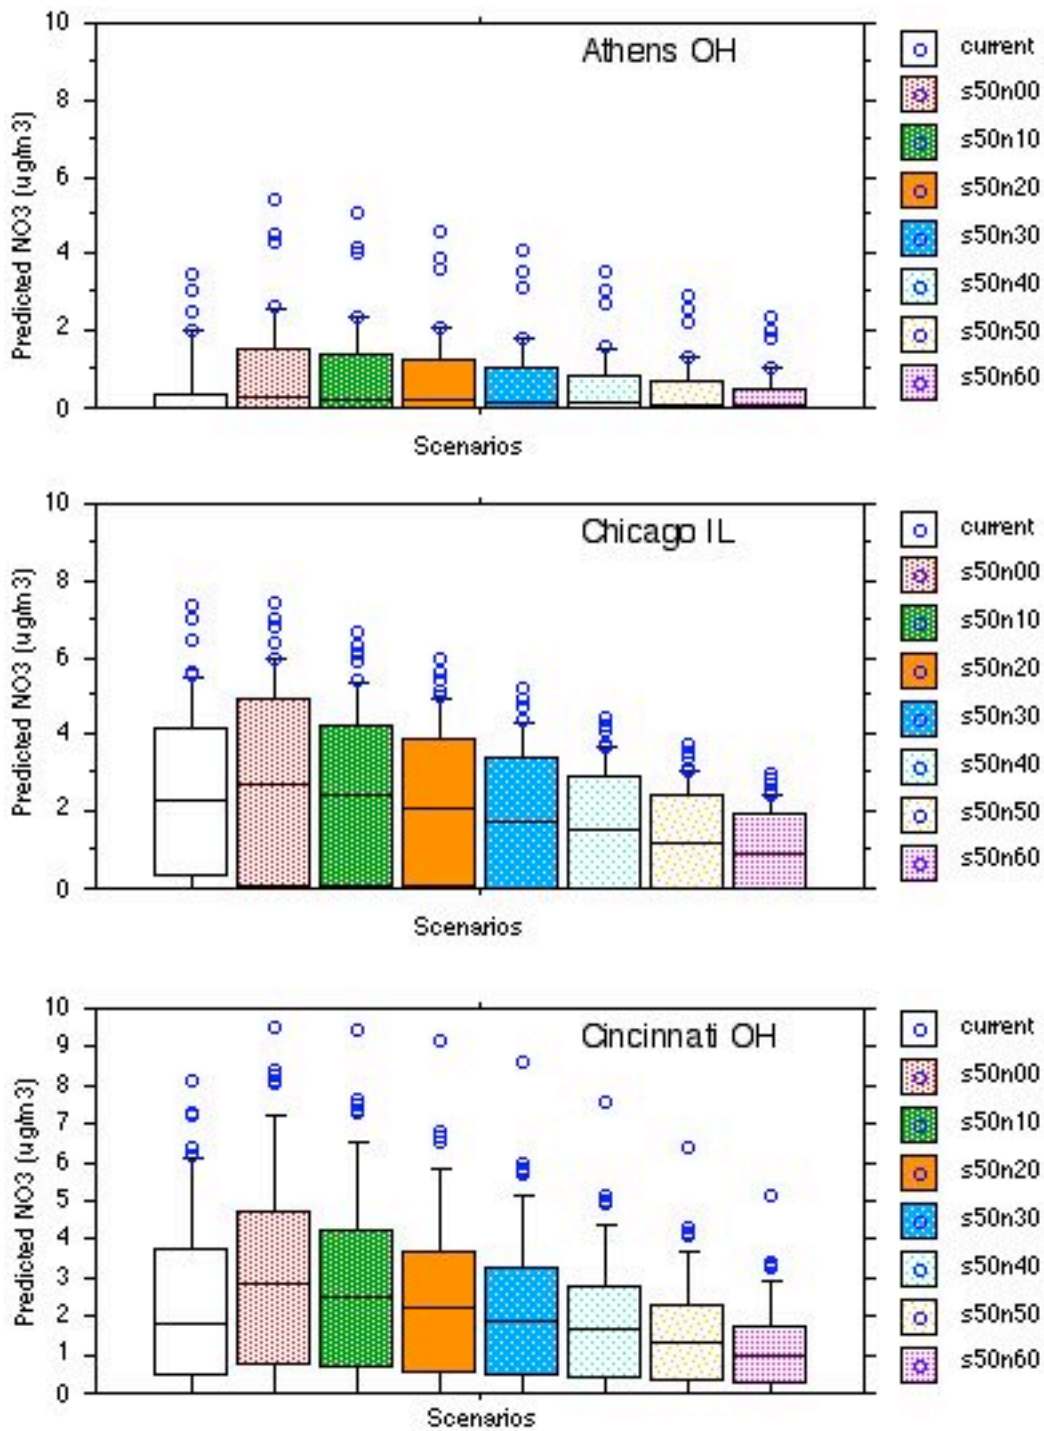 Athens OH
Predicted NO3 (ug/m3)
10
8
6
4
2
0
Scenarios
current
s50n00
s50n10
s50n20
s50n30
s50n40
s50n50
s50n60
Chicago IL
Predicted NO3 (ug/m3)
10
8
6
4
2
0
Scenarios
current
s50n00
s50n10
s50n20
s50n30
s50n40
s50n50
s50n60
Cincinnati OH
Predicted NO3 (ug/m3)
10
9
8
7
6
5
4
3
2
1
0
Scenarios
current
s50n00
s50n10
s50n20
s50n30
s50n40
s50n50
s50n60